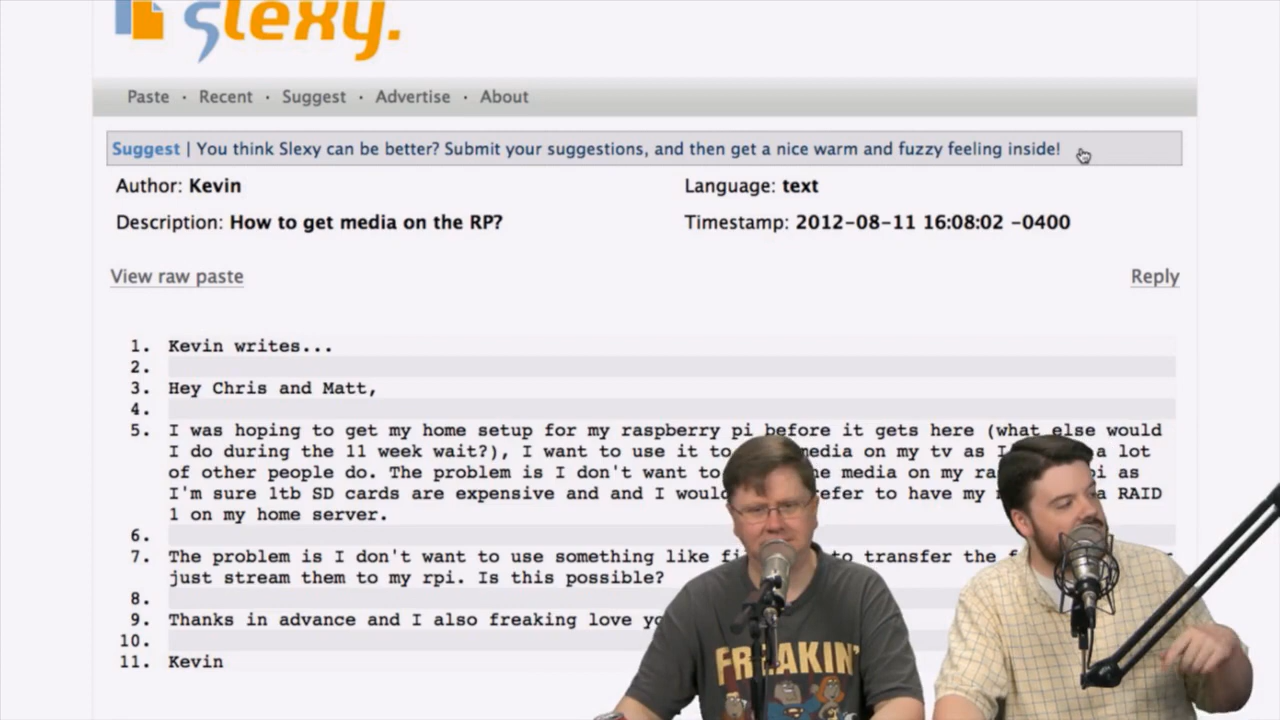 slexy.
Paste · Recent · Suggest · Advertise · About
Suggest | You think Slexy can be better? Submit your suggestions, and then get a nice warm and fuzzy feeling inside!
Author: Kevin
Language: text
Description: How to get media on the RP?
Timestamp: 2012-08-11 16:08:02 -0400
View raw paste
Reply
1. Kevin writes...
2.
3. Hey Chris and Matt,
4.
5. I was hoping to get my home setup for my raspberry pi before it gets here (what else would
I do during the 11 week wait?), I want to use it to media on my tv as I a lot
of other people do. The problem is I don't want to media on my as
I'm sure 1tb SD cards are expensive and and I would to have my RAID
1 on my home server.
6.
7. The problem is I don't want to use something like to transfer the
just stream them to my rpi. Is this possible?
8.
9. Thanks in advance and I also freaking love
10.
11. Kevin
FREAKIN'